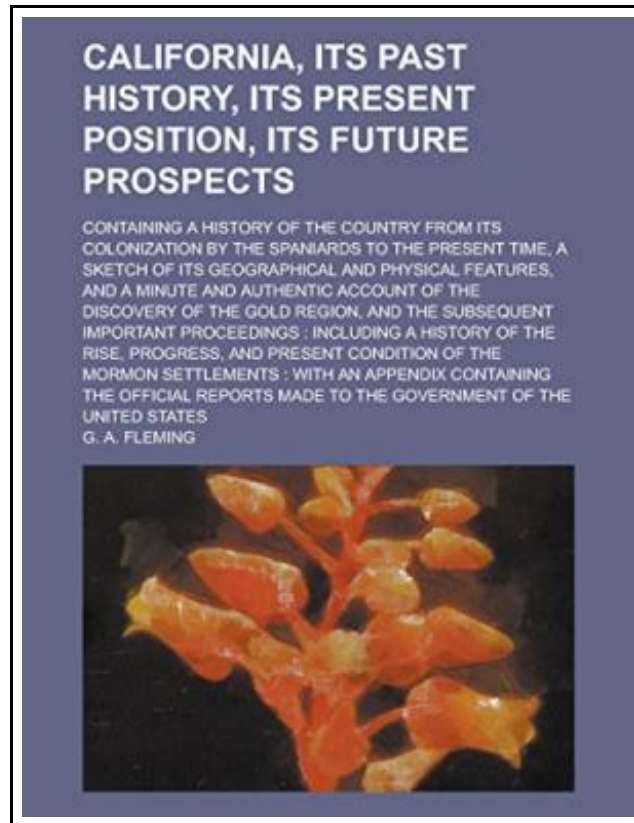 CALIFORNIA, ITS PAST
HISTORY, ITS PRESENT
POSITION, ITS FUTURE
PROSPECTS
CONTAINING A HISTORY OF THE COUNTRY FROM ITS
COLONIZATION BY THE SPANIARDS TO THE PRESENT TIME, A
SKETCH OF ITS GEOGRAPHICAL AND PHYSICAL FEATURES,
AND A MINUTE AND AUTHENTIC ACCOUNT OF THE
DISCOVERY OF THE GOLD REGION, AND THE SUBSEQUENT
IMPORTANT PROCEEDINGS : INCLUDING A HISTORY OF THE
RISE, PROGRESS, AND PRESENT CONDITION OF THE
MORMON SETTLEMENTS : WITH AN APPENDIX CONTAINING
THE OFFICIAL REPORTS MADE TO THE GOVERNMENT OF THE
UNITED STATES
G. A. FLEMING